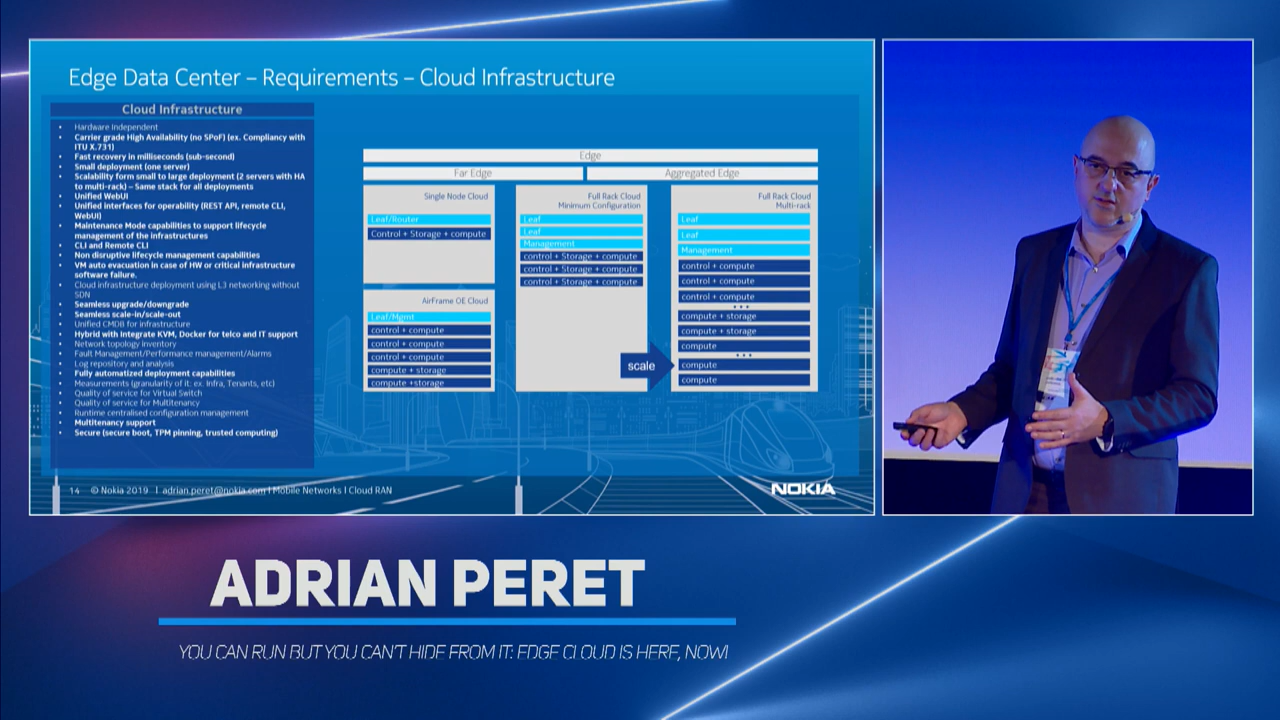 Edge Data Center – Requirements – Cloud Infrastructure
Cloud Infrastructure
• Hardware Independent
• Carrier grade High Availability (no SPoF) (ex. Compliancy with
ITU X.731)
• Fast recovery in milliseconds (sub-second)
• Small deployment (one server)
• Scalability form small to large deployment (2 servers with HA
to multi-rack) – Same stack for all deployments
• Unified WebUI
• Unified interfaces for operability (REST API, remote CLI,
WebUI)
• Maintenance Mode capabilities to support lifecycle
management of the infrastructures
• CLI and Remote CLI
• Non disruptive lifecycle management capabilities
• VM auto evacuation in case of HW or critical infrastructure
software failure.
• Cloud infrastructure deployment using L3 networking without
SDN
• Seamless upgrade/downgrade
• Seamless scale-in/scale-out
• Unified CMDB for infrastructure
• Hybrid with Integrate KVM, Docker for telco and IT support
• Network topology inventory
• Fault Management/Performance management/Alarms
• Log repository and analysis
• Fully automatized deployment capabilities
• Measurements (granularity of it: ex. Infra, Tenants, etc)
• Quality of service for Virtual Switch
• Quality of service for Multitenancy
• Runtime centralised configuration management
• Multitenancy support
• Secure (secure boot, TPM pinning, trusted computing)
Edge
Far Edge
Aggregated Edge
Single Node Cloud
Leaf/Router
Control + Storage + compute
AirFrame OE Cloud
Leaf/Mgmt
control + compute
control + compute
control + compute
compute + storage
compute +storage
Full Rack Cloud
Minimum Configuration
Leaf
Leaf
Management
control + Storage + compute
control + Storage + compute
control + Storage + compute
scale
Full Rack Cloud
Multi-rack
Leaf
Leaf
Management
control + compute
control + compute
control + compute
...
compute + storage
compute + storage
compute
...
compute
compute
14 © Nokia 2019 I adrian.peret@nokia.com I Mobile Networks I Cloud RAN
NOKIA
ADRIAN PERET
YOU CAN RUN BUT YOU CAN'T HIDE FROM IT: EDGE CLOUD IS HERE, NOW!